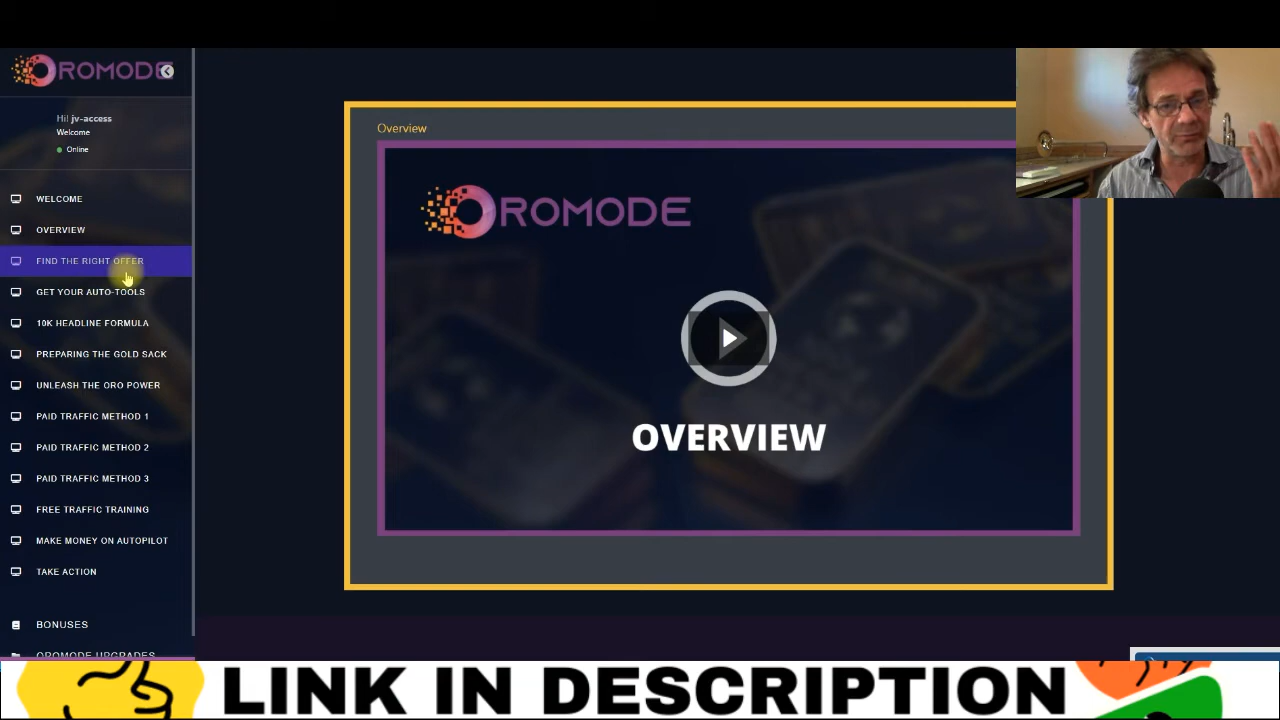 OROMODE
Hi! jv-access
Welcome
Online
WELCOME
OVERVIEW
FIND THE RIGHT OFFER
GET YOUR AUTO-TOOLS
10K HEADLINE FORMULA
PREPARING THE GOLD SACK
UNLEASH THE ORO POWER
PAID TRAFFIC METHOD 1
PAID TRAFFIC METHOD 2
PAID TRAFFIC METHOD 3
FREE TRAFFIC TRAINING
MAKE MONEY ON AUTOPILOT
TAKE ACTION
BONUSES
OROMODE UPGRADES
Overview
OROMODE
OVERVIEW
LINK IN DESCRIPTION